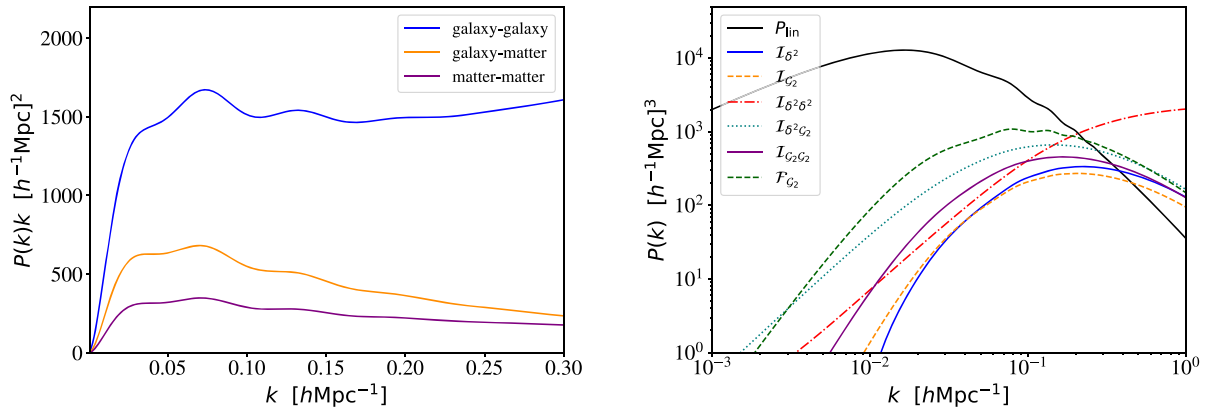 galaxy-galaxy
galaxy-matter
matter-matter
2000
1500
1000
500
0
P(k)k [h⁻¹Mpc]²
0.05 0.10 0.15 0.20 0.25 0.30
k [hMpc⁻¹]
P_lin
I_δ²
I_G₂
I_δ²δ²
I_δ²G₂
I_G₂G₂
F_G₂
10⁴
10³
10²
10¹
10⁰
P(k) [h⁻¹Mpc]³
10⁻³ 10⁻² 10⁻¹ 10⁰
k [hMpc⁻¹]